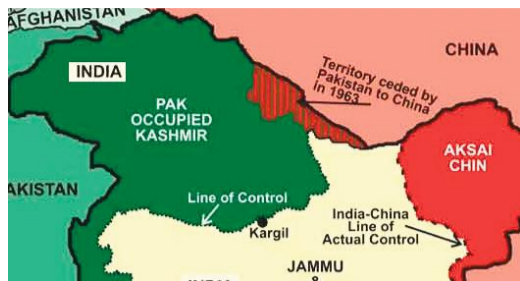 AFGHANISTAN
INDIA
CHINA
Territory ceded by
Pakistan to China
in 1963
PAK
OCCUPIED
KASHMIR
AKSAI
CHIN
AKISTAN
Line of Control
Kargil
India-China
Line of
Actual Control
JAMMU